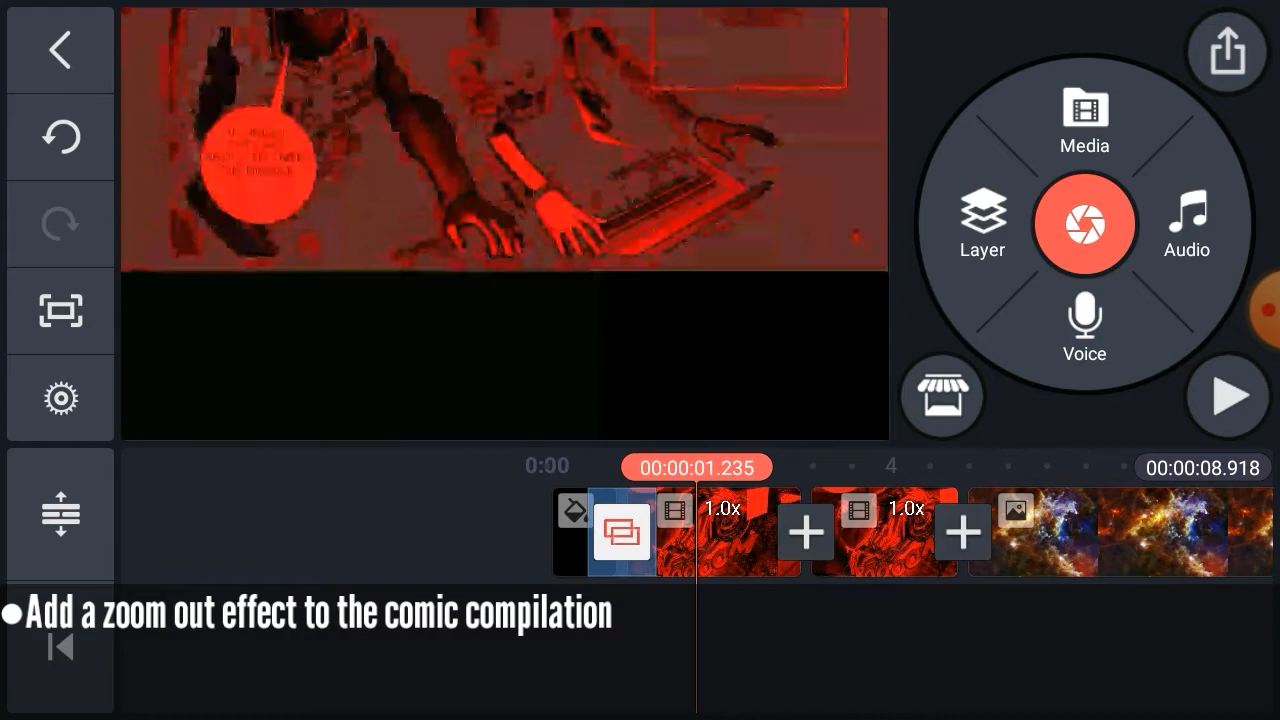 Media
Layer
Audio
Voice
0:00
00:00:01.235
4
00:00:08.918
1.0x
1.0x
●Add a zoom out effect to the comic compilation